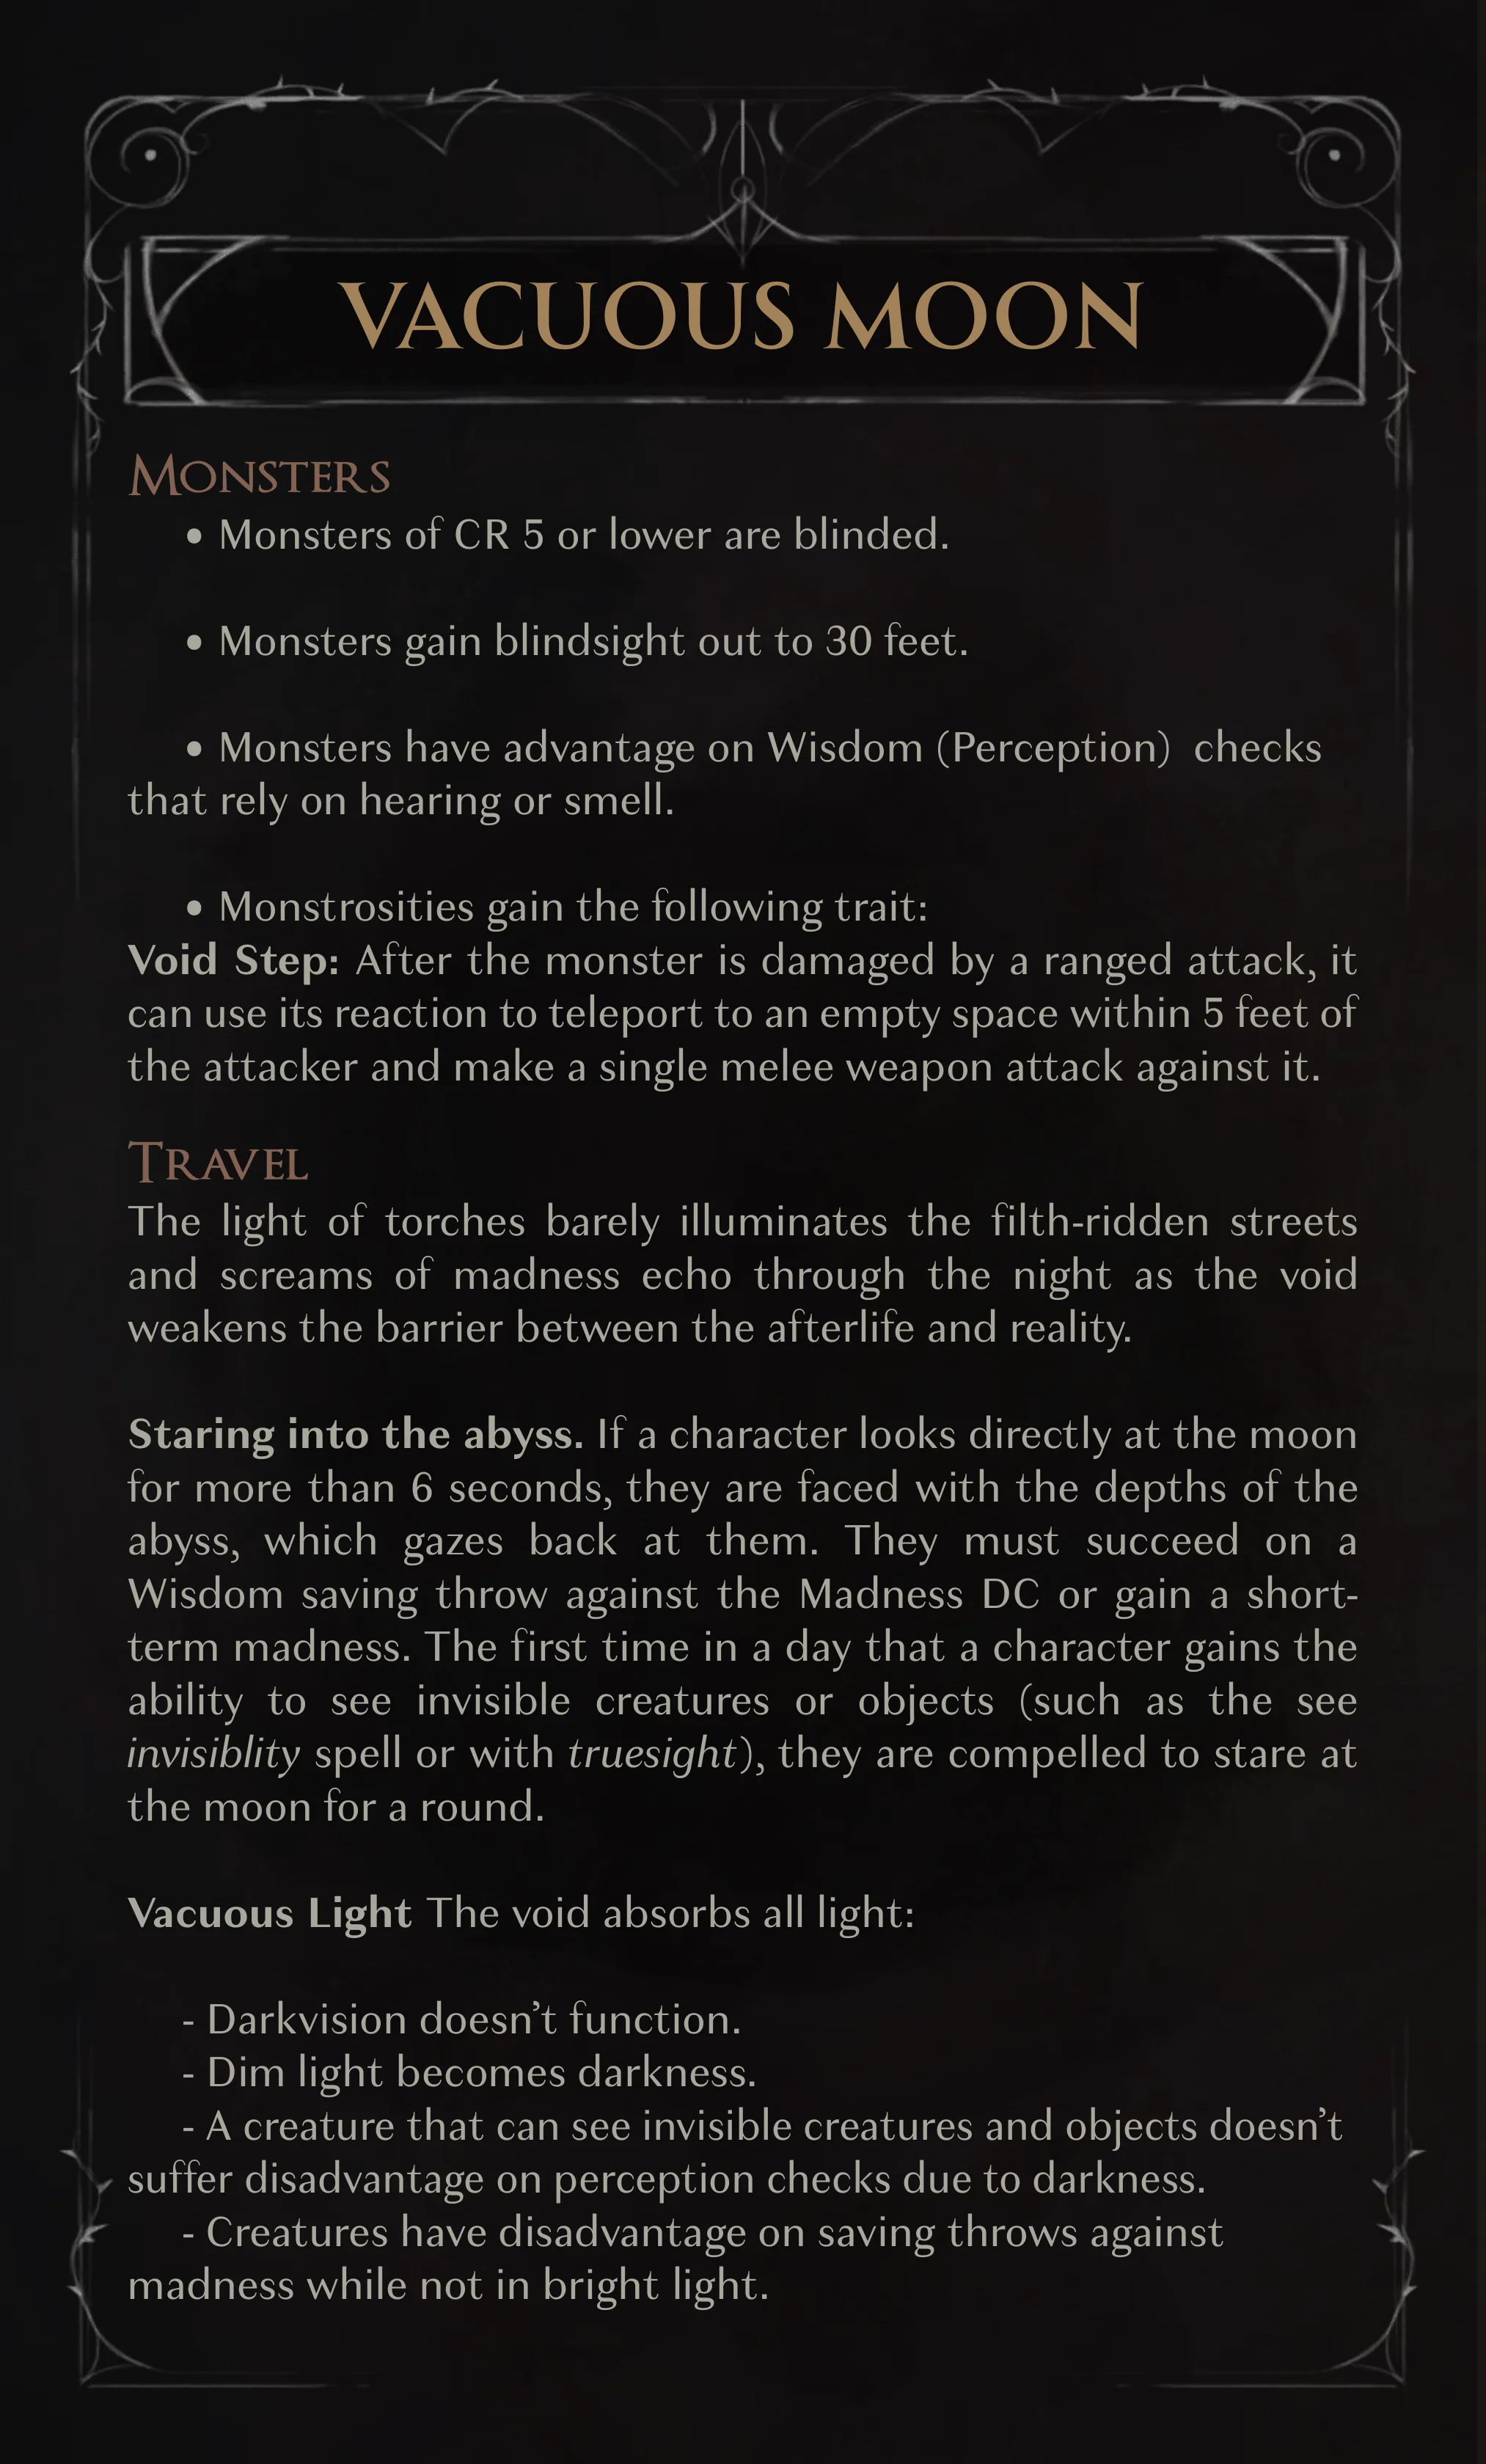 VACUOUS MOON
MONSTERS
• Monsters of CR 5 or lower are blinded.
• Monsters gain blindsight out to 30 feet.
• Monsters have advantage on Wisdom (Perception)  checks
that rely on hearing or smell.
• Monstrosities gain the following trait:
Void Step: After the monster is damaged by a ranged attack, it
can use its reaction to teleport to an empty space within 5 feet of
the attacker and make a single melee weapon attack against it.
TRAVEL
The light of torches barely illuminates the filth-ridden streets
and screams of madness echo through the night as the void
weakens the barrier between the afterlife and reality.
Staring into the abyss. If a character looks directly at the moon
for more than 6 seconds, they are faced with the depths of the
abyss, which gazes back at them. They must succeed on a
Wisdom saving throw against the Madness DC or gain a short-
term madness. The first time in a day that a character gains the
ability to see invisible creatures or objects (such as the see
invisiblity spell or with truesight), they are compelled to stare at
the moon for a round.
Vacuous Light The void absorbs all light:
- Darkvision doesn’t function.
- Dim light becomes darkness.
- A creature that can see invisible creatures and objects doesn’t
suffer disadvantage on perception checks due to darkness.
- Creatures have disadvantage on saving throws against
madness while not in bright light.